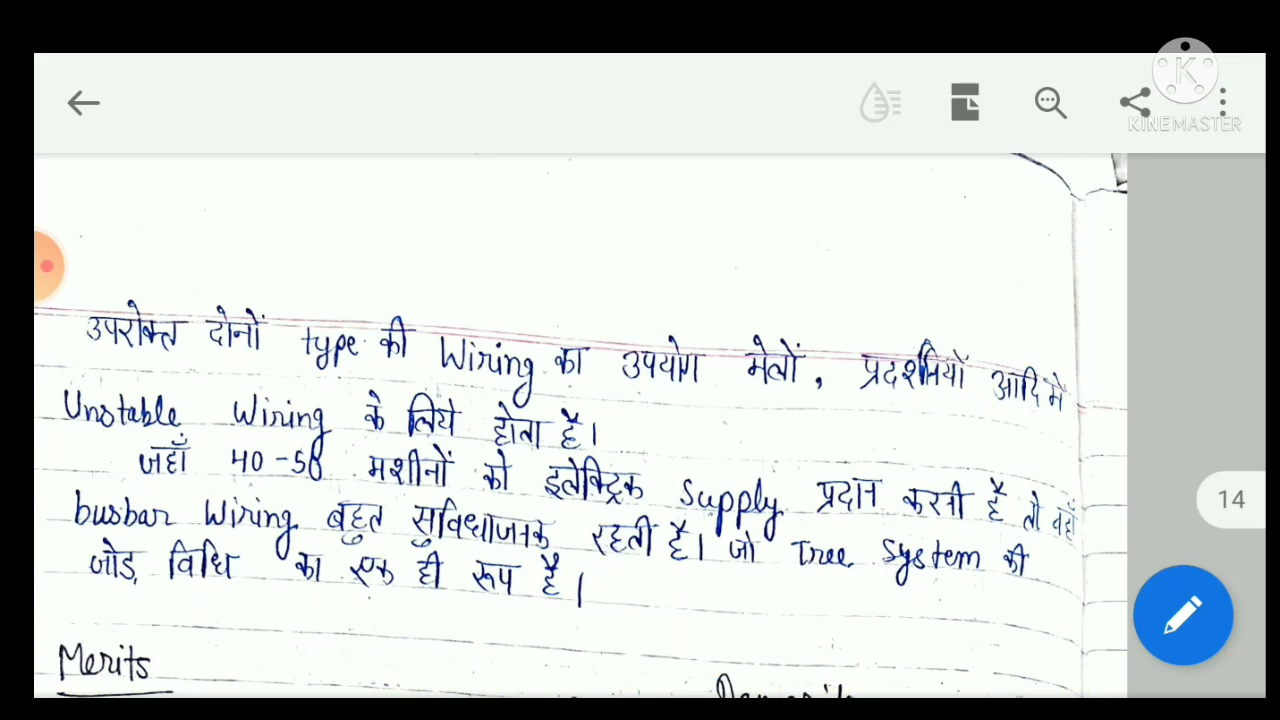 KINEMASTER
उपरोक्त दोनों type की Wiring का उपयोग मेलों, प्रदर्शनियों आदि मे
Unstable Wiring के लिये होता है।
जहाँ 40-50 मशीनों को इलेक्ट्रिक Supply प्रदान करनी है तो वहाँ
busbar Wiring बहुत सुविधाजनक रहती है। जो Tree System की
जोड़ विधि का एक ही रूप है।
14
Merits